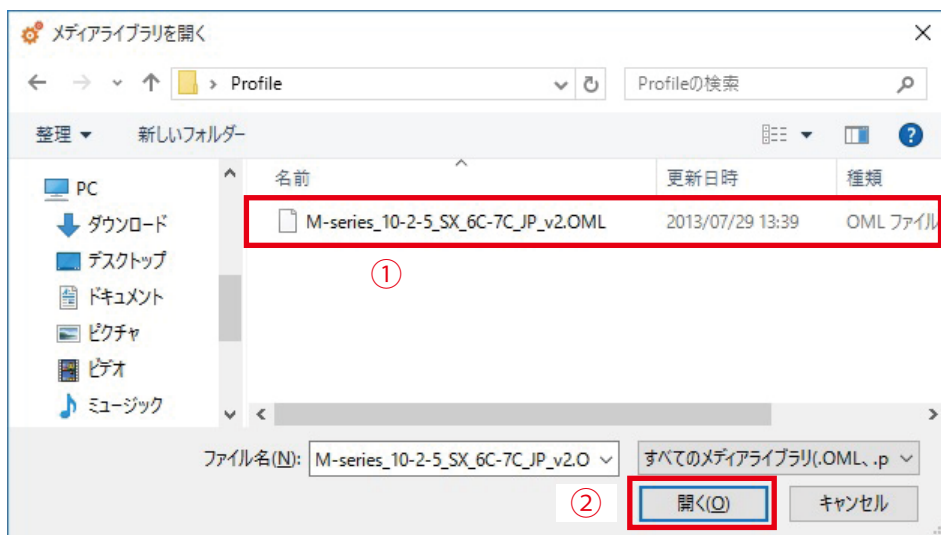 メディアライブラリを開く
Profile
Profileの検索
整理
新しいフォルダー
名前 更新日時 種類
PC
ダウンロード
デスクトップ
ドキュメント
ピクチャ
ビデオ
ミュージック
M-series_10-2-5_SX_6C-7C_JP_v2.OML 2013/07/29 13:39 OML ファイル
①
ファイル名(N): M-series_10-2-5_SX_6C-7C_JP_v2.O すべてのメディアライブラリ(.OML、.p
② 開く(O) キャンセル